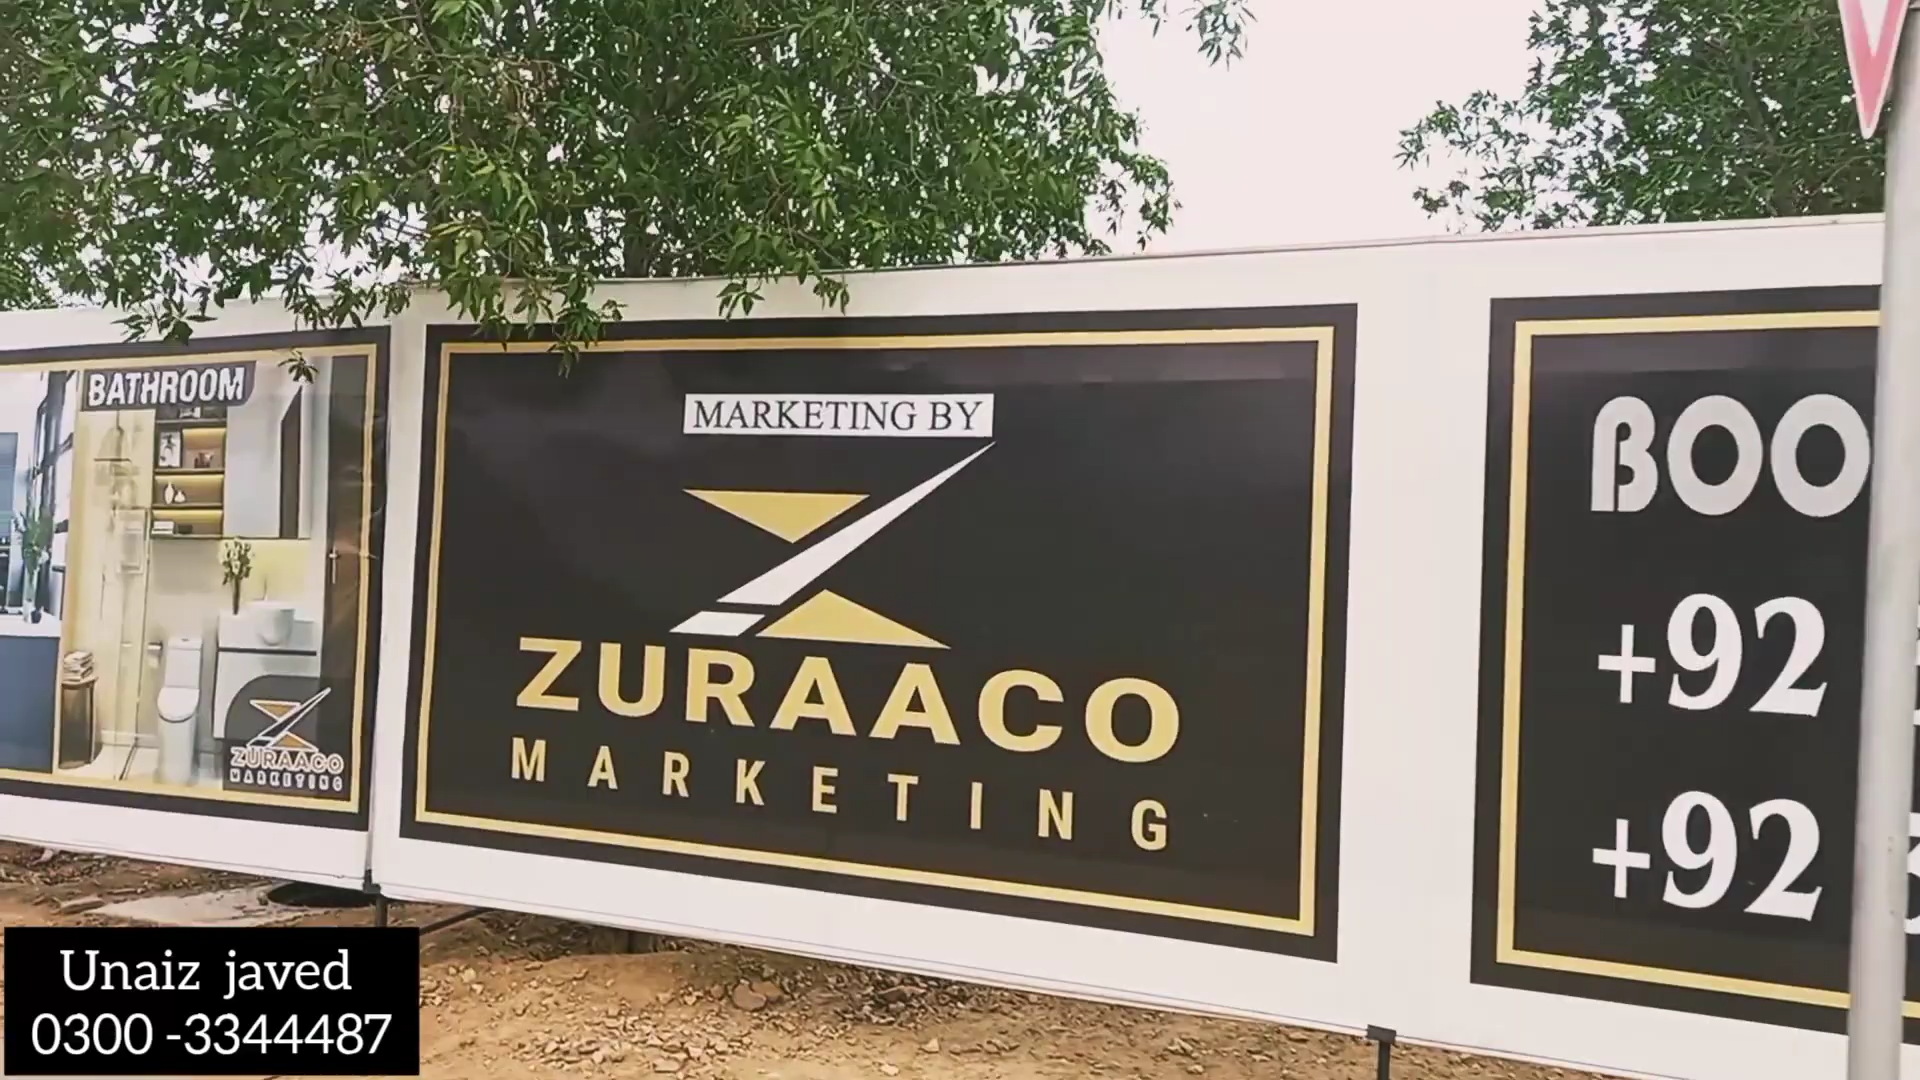 BATHROOM
ZURAACO
MARKETING
MARKETING BY
ZURAACO
MARKETING
BOO
+92
+92
Unaiz javed
0300 -3344487